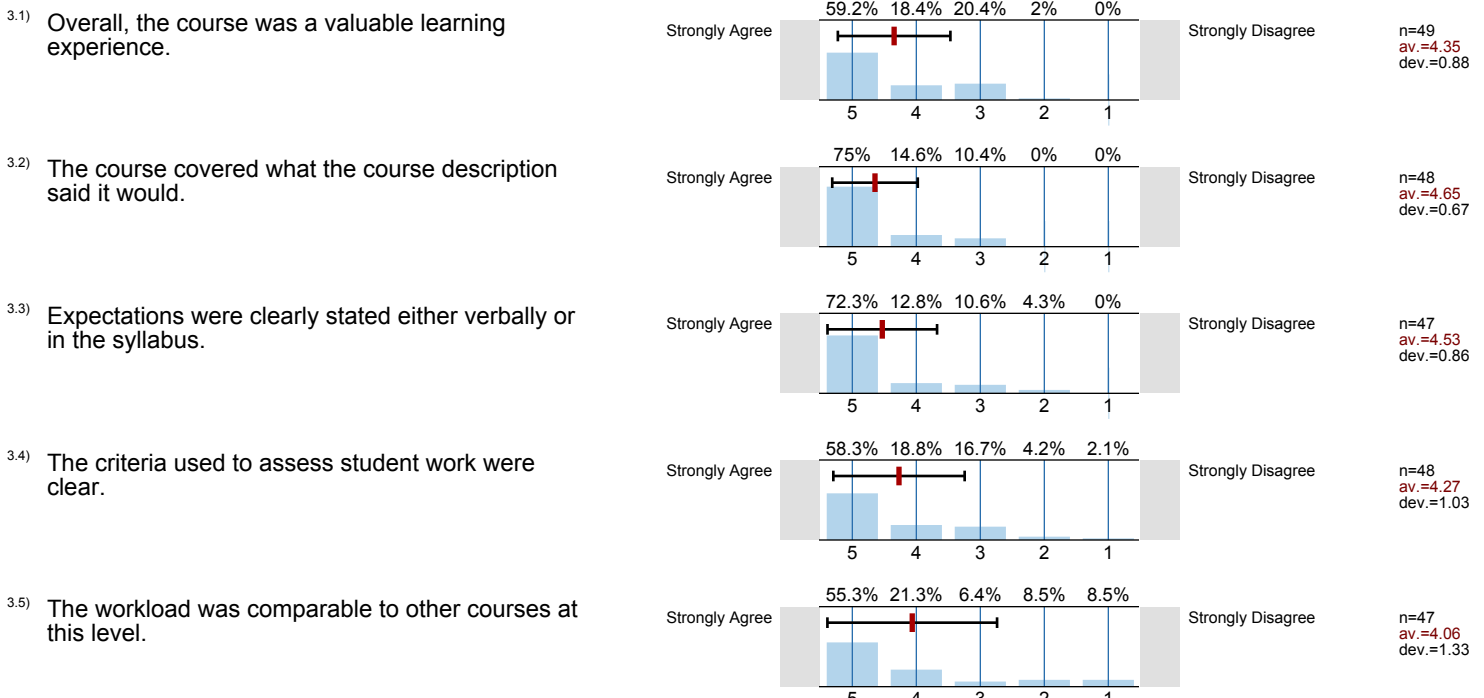 3.1) Overall, the course was a valuable learning
experience.
Strongly Agree
59.2% 18.4% 20.4% 2% 0%
5 4 3 2 1
Strongly Disagree
n=49
av.=4.35
dev.=0.88
3.2) The course covered what the course description
said it would.
Strongly Agree
75% 14.6% 10.4% 0% 0%
5 4 3 2 1
Strongly Disagree
n=48
av.=4.65
dev.=0.67
3.3) Expectations were clearly stated either verbally or
in the syllabus.
Strongly Agree
72.3% 12.8% 10.6% 4.3% 0%
5 4 3 2 1
Strongly Disagree
n=47
av.=4.53
dev.=0.86
3.4) The criteria used to assess student work were
clear.
Strongly Agree
58.3% 18.8% 16.7% 4.2% 2.1%
5 4 3 2 1
Strongly Disagree
n=48
av.=4.27
dev.=1.03
3.5) The workload was comparable to other courses at
this level.
Strongly Agree
55.3% 21.3% 6.4% 8.5% 8.5%
5 4 3 2 1
Strongly Disagree
n=47
av.=4.06
dev.=1.33